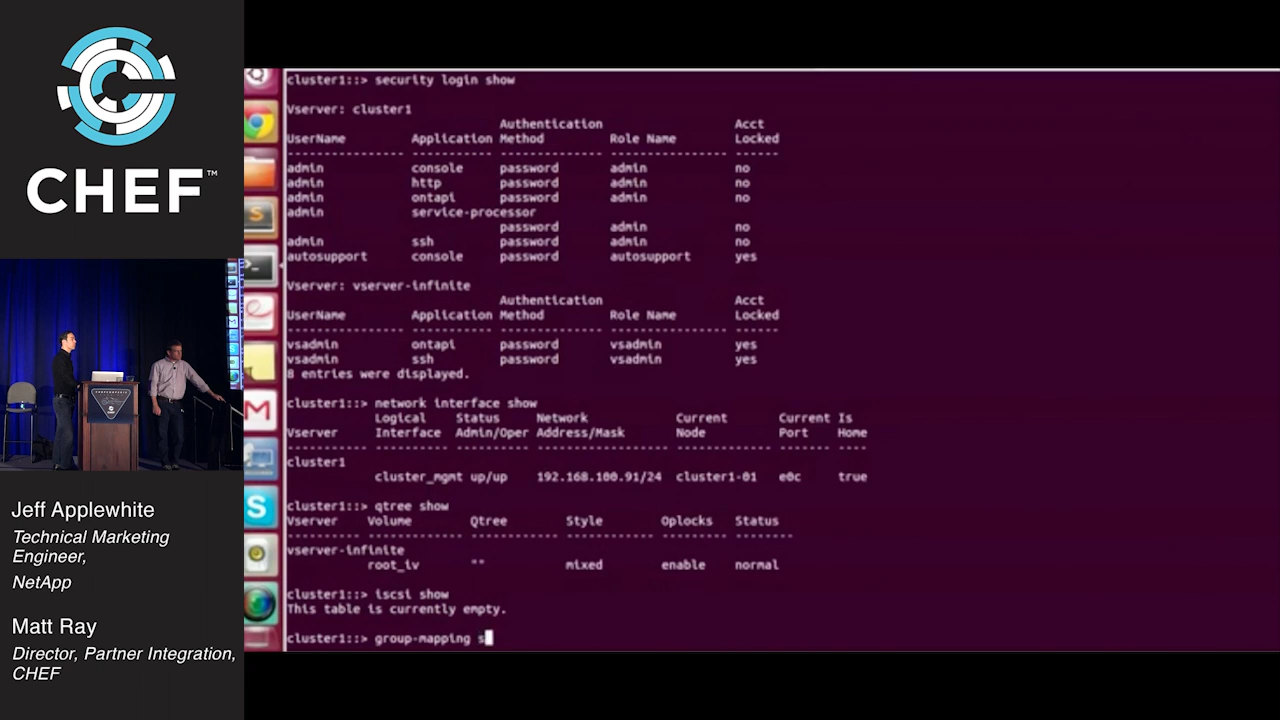 CHEF™
Jeff Applewhite
Technical Marketing
Engineer,
NetApp
Matt Ray
Director, Partner Integration,
CHEF
cluster1::> security login show
Vserver: cluster1
Authentication Acct
UserName Application Method Role Name Locked
---------------- ----------- -------------- ---------------- ------
admin console password admin no
admin http password admin no
admin ontapi password admin no
admin service-processor
password admin no
admin ssh password admin no
autosupport console password autosupport yes
Vserver: vserver-infinite
Authentication Acct
UserName Application Method Role Name Locked
---------------- ----------- -------------- ---------------- ------
vsadmin ontapi password vsadmin yes
vsadmin ssh password vsadmin yes
8 entries were displayed.
cluster1::> network interface show
Logical Status Network Current Current Is
Vserver Interface Admin/Oper Address/Mask Node Port Home
----------- ---------- ---------- ------------------ ------------- ------- ----
cluster1
cluster_mgmt up/up 192.168.100.91/24 cluster1-01 e0c true
cluster1::> qtree show
Vserver Volume Qtree Style Oplocks Status
---------- ------------- ------------ ------------ --------- --------
vserver-infinite
root_iv "" mixed enable normal
cluster1::> iscsi show
This table is currently empty.
cluster1::> group-mapping s